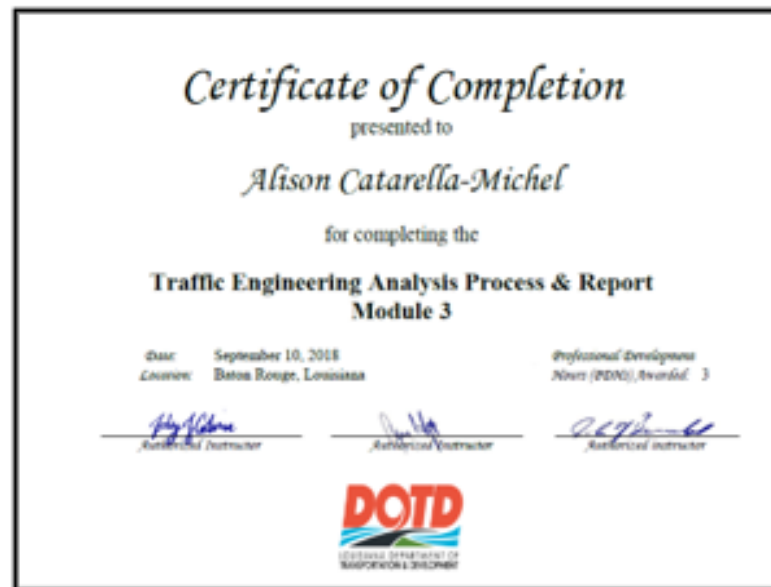 Certificate of Completion
presented to
Alison Catarella-Michel
for completing the
Traffic Engineering Analysis Process & Report
Module 3
Date: September 10, 2018
Location: Baton Rouge, Louisiana
Professional Development
Hours (PDH) Awarded: 3
Authorized Instructor
Authorized Instructor
Authorized Instructor
DOTD
LOUISIANA DEPARTMENT OF
TRANSPORTATION & DEVELOPMENT